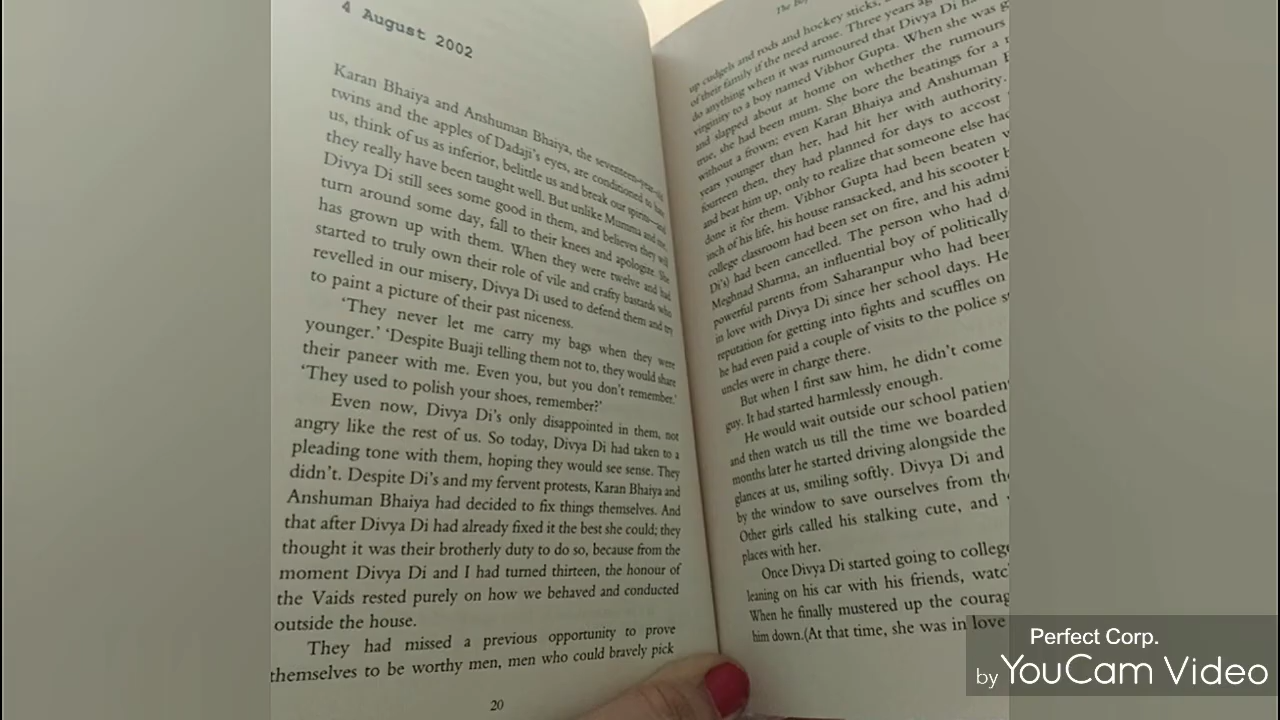 4 August 2002
Karan Bhaiya and Anshuman Bhaiya, the seventeen-year-old
twins and the apples of Dadaji's eyes, are conditioned to hate
us, think of us as inferior, belittle us and break our spirits—and
they really have been taught well. But unlike Mumma and me,
Divya Di still sees some good in them, and believes they will
turn around some day, fall to their knees and apologize. She
has grown up with them. When they were twelve and had
started to truly own their role of vile and crafty bastards who
revelled in our misery, Divya Di used to defend them and try
to paint a picture of their past niceness.
'They never let me carry my bags when they were
younger.' 'Despite Buaji telling them not to, they would share
their paneer with me. Even you, but you don't remember.'
'They used to polish your shoes, remember?'
Even now, Divya Di's only disappointed in them, not
angry like the rest of us. So today, Divya Di had taken to a
pleading tone with them, hoping they would see sense. They
didn't. Despite Di's and my fervent protests, Karan Bhaiya and
Anshuman Bhaiya had decided to fix things themselves. And
that after Divya Di had already fixed it the best she could; they
thought it was their brotherly duty to do so, because from the
moment Divya Di and I had turned thirteen, the honour of
the Vaids rested purely on how we behaved and conducted
outside the house.
They had missed a previous opportunity to prove
themselves to be worthy men, men who could bravely pick
20
The Boy
up cudgels and rods and hockey sticks,
of their family if the need arose. Three years
do anything when it was rumoured that Divya Di
virginity to a boy named Vibhor Gupta. When she was
and slapped about at home on whether the rumours
true, she had been mum. She bore the beatings for a
without a frown; even Karan Bhaiya and Anshuman
years younger than her, had hit her with authority.
fourteen then, they had planned for days to accost
and beat him up, only to realize that someone else had
done it for them. Vibhor Gupta had been beaten
inch of his life, his house ransacked, and his scooter
college classroom had been set on fire, and his
Di's) had been cancelled. The person who had
Meghnad Sharma, an influential boy of politically
powerful parents from Saharanpur who had been
in love with Divya Di since her school days. He
reputation for getting into fights and scuffles on
he had even paid a couple of visits to the police
uncles were in charge there.
But when I first saw him, he didn't come
guy. It had started harmlessly enough.
He would wait outside our school
and then watch us till the time we boarded
months later he started driving alongside the
glances at us, smiling softly. Divya Di and
by the window to save ourselves from
Other girls called his stalking cute, and
places with her.
Once Divya Di started going to college
leaning on his car with his friends,
When he finally mustered up the
him down.(At that time, she was in love
Perfect Corp.
by YouCam Video